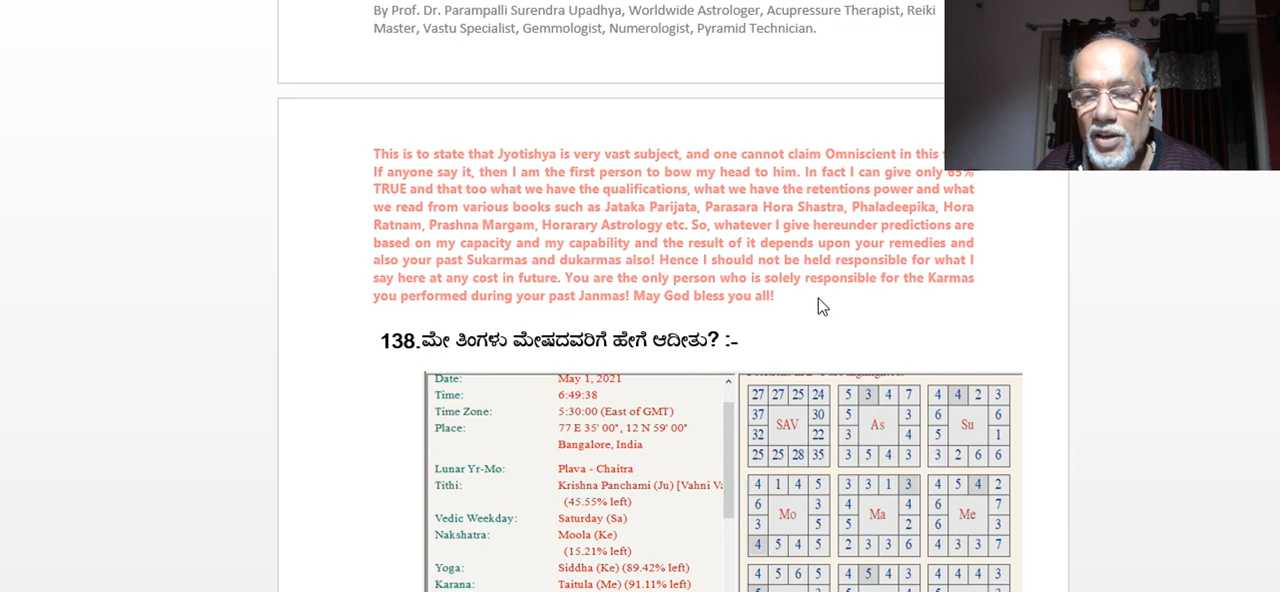 By Prof. Dr. Parampalli Surendra Upadhya, Worldwide Astrologer, Acupressure Therapist, Reiki
Master, Vastu Specialist, Gemmologist, Numerologist, Pyramid Technician.
This is to state that Jyotishya is very vast subject, and one cannot claim Omniscient in this
If anyone say it, then I am the first person to bow my head to him. In fact I can give only 65%
TRUE and that too what we have the qualifications, what we have the retentions power and what
we read from various books such as Jataka Parijata, Parasara Hora Shastra, Phaladeepika, Hora
Ratnam, Prashna Margam, Horarary Astrology etc. So, whatever I give hereunder predictions are
based on my capacity and my capability and the result of it depends upon your remedies and
also your past Sukarmas and dukarmas also! Hence I should not be held responsible for what I
say here at any cost in future. You are the only person who is solely responsible for the Karmas
you performed during your past Janmas! May God bless you all!
138.ಮೇ ತಿಂಗಳು ಮೇಷದವರಿಗೆ ಹೇಗೆ ಆದೀತು? :-
Date: May 1, 2021
Time: 6:49:38
Time Zone: 5:30:00 (East of GMT)
Place: 77 E 35' 00", 12 N 59' 00"
Bangalore, India
Lunar Yr-Mo: Plava - Chaitra
Tithi: Krishna Panchami (Ju) [Vahni
(45.55% left)
Vedic Weekday: Saturday (Sa)
Nakshatra: Moola (Ke)
(15.21% left)
Yoga: Siddha (Ke) (89.42% left)
Karana: Taitula (Me) (91.11% left)
27 27 25 24 5 3 4 7 4 4 2 3
37 30 5 3 6 6
SAV As Su
32 22 3 4 5 1
25 25 28 35 3 5 4 3 3 2 6 6
4 1 4 5 3 3 1 3 4 5 4 2
6 3 4 4 6 7
Mo Ma Me
3 5 5 2 6 3
4 5 4 5 2 3 3 6 4 3 3 7
4 5 6 5 4 5 4 3 4 4 4 3